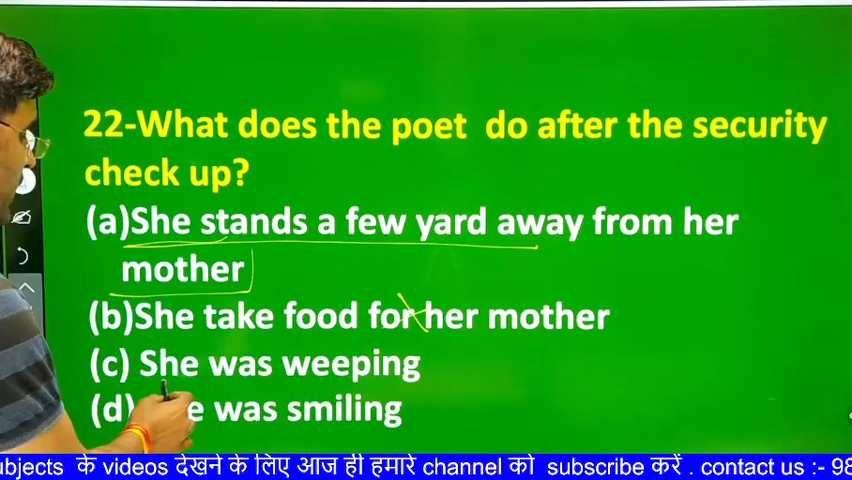 22-What does the poet do after the security
check up?
(a)She stands a few yard away from her
mother
(b)She take food for her mother
(c) She was weeping
(d) e was smiling
ubjects के videos देखने के लिए आज ही हमारे channel को subscribe करें . contact us :- 98